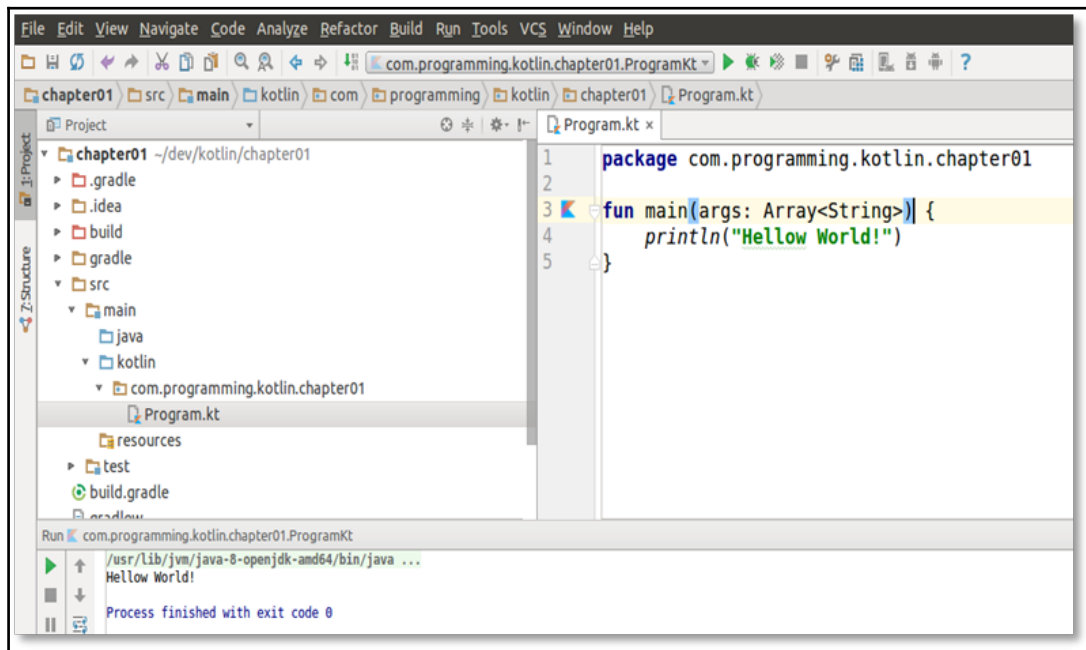 File Edit View Navigate Code Analyze Refactor Build Run Tools VCS Window Help
com.programming.kotlin.chapter01.ProgramKt
chapter01 src main kotlin com programming kotlin chapter01 Program.kt
Project
Program.kt
1: Project
Z: Structure
chapter01 ~/dev/kotlin/chapter01
.gradle
.idea
build
gradle
src
main
java
kotlin
com.programming.kotlin.chapter01
Program.kt
resources
test
build.gradle
gradlew
1 package com.programming.kotlin.chapter01
2
3 fun main(args: Array<String>) {
4 println("Hellow World!")
5 }
Run com.programming.kotlin.chapter01.ProgramKt
/usr/lib/jvm/java-8-openjdk-amd64/bin/java ...
Hellow World!
Process finished with exit code 0